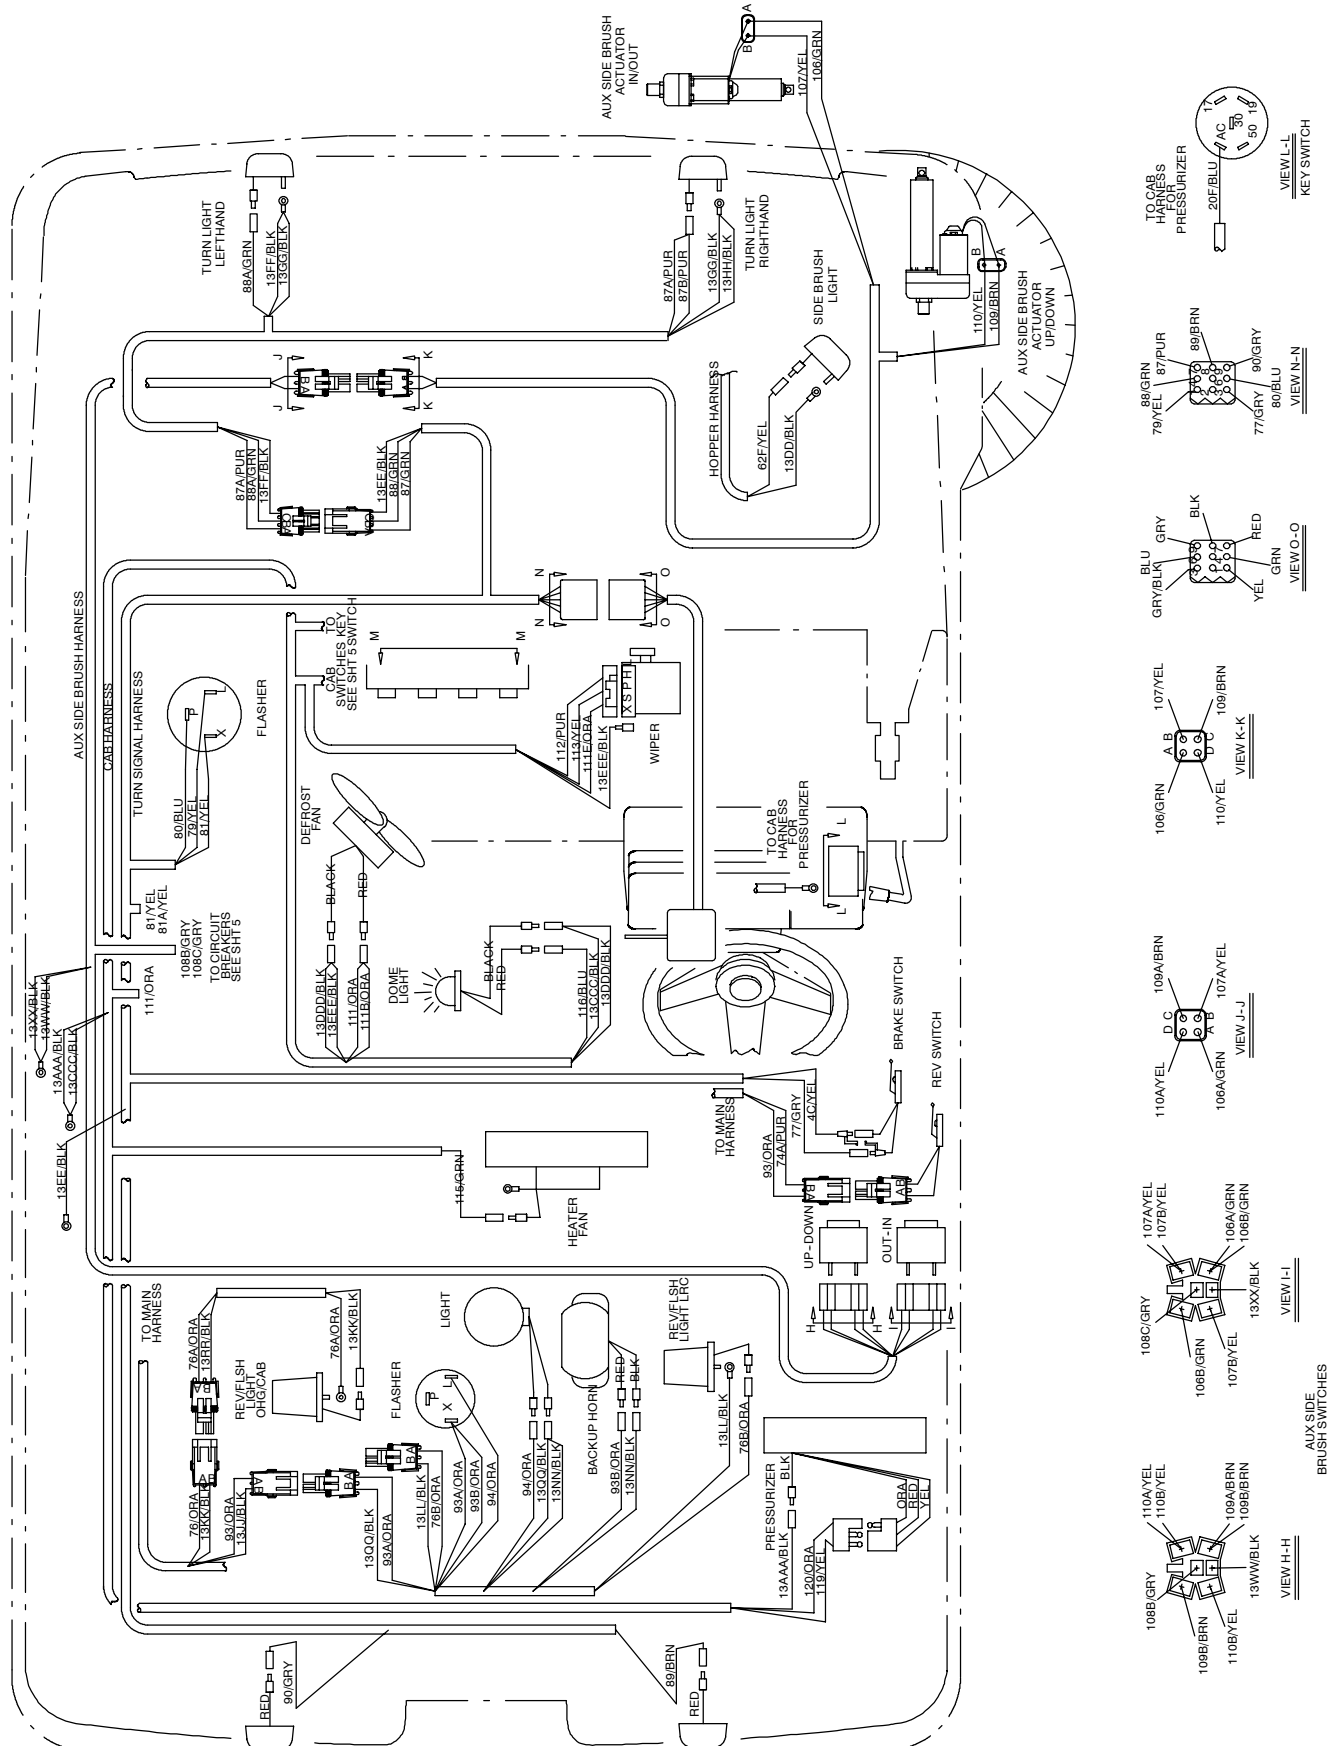 AUX SIDE BRUSH
ACTUATOR
IN/OUT
A
B
107/YEL
106/GRN
TURN LIGHT
LEFTHAND
88A/GRN
13FF/BLK
13GG/BLK
87A/PUR
87B/PUR
13GG/BLK
13HH/BLK
TURN LIGHT
RIGHTHAND
SIDE BRUSH
LIGHT
HOPPER HARNESS
62F/YEL
13DD/BLK
B
A
110/YEL
109/BRN
AUX SIDE BRUSH
ACTUATOR
UP/DOWN
J
J
B A
K
K
87A/PUR
88A/GRN
13FF/BLK
CBA
13EE/BLK
88/GRN
87/GRN
AUX SIDE BRUSH HARNESS
CAB HARNESS
TURN SIGNAL HARNESS
P
L
X
FLASHER
80/BLU
79/YEL
81/YEL
81/YEL
81A/YEL
108B/GRY
108C/GRY
TO CIRCUIT
BREAKERS
SEE SHT 5
111/ORA
13XX/BLK
13WW/BLK
13AAA/BLK
13CCC/BLK
13EE/BLK
N
N
O
O
CAB
SWITCHES
SEE SHT 5
TO
KEY
SWITCH
M
M
112/PUR
113/YEL
111E/ORA
13EEE/BLK
X S P H L
WIPER
DEFROST
FAN
BLACK
RED
13DDD/BLK
13EEE/BLK
111/ORA
111B/ORA
DOME
LIGHT
BLACK
RED
116/BLU
13CCC/BLK
13DDD/BLK
TO CAB
HARNESS
FOR
PRESSURIZER
L
L
BRAKE SWITCH
REV SWITCH
TO MAIN
HARNESS
77/GRY
4C/YEL
93/ORA
74A/PUR
BA
AB
115/GRN
HEATER
FAN
UP-DOWN
OUT-IN
H
H
I
I
TO MAIN
HARNESS
76A/ORA
13RR/BLK
76A/ORA
13KK/BLK
BA
REV/FLSH
LIGHT
OHG/CAB
AB
76/ORA
13KK/BLK
93/ORA
13JJ/BLK
AB
BA
BA
13QQ/BLK
93A/ORA
FLASHER
P
X
L
13LL/BLK
76B/ORA
93A/ORA
93B/ORA
94/ORA
LIGHT
94/ORA
13QQ/BLK
13NN/BLK
BACKUP HORN
RED
BLK
93B/ORA
13NN/BLK
REV/FLSH
LIGHT LRC
13LL/BLK
76B/ORA
PRESSURIZER
BLK
13AAA/BLK
120/ORA
119/YEL
ORA
RED
YEL
RED
90/GRY
RED
89/BRN
TO CAB
HARNESS
FOR
PRESSURIZER
20F/BLU
17
AC
30
19
50
VIEW L-L
KEY SWITCH
79/YEL
88/GRN
87/PUR
89/BRN
90/GRY
80/BLU
77/GRY
VIEW N-N
GRY/BLK
BLU
GRY
BLK
RED
GRN
YEL
VIEW O-O
107/YEL
A B
D C
109/BRN
106/GRN
110/YEL
VIEW K-K
109A/BRN
107A/YEL
D C
A B
110A/YEL
106A/GRN
VIEW J-J
107A/YEL
107B/YEL
106A/GRN
106B/GRN
108C/GRY
13XX/BLK
106B/GRN
107B/YEL
VIEW I-I
110A/YEL
110B/YEL
109A/BRN
109B/BRN
108B/GRY
13WW/BLK
109B/BRN
110B/YEL
VIEW H-H
AUX SIDE
BRUSH SWITCHES